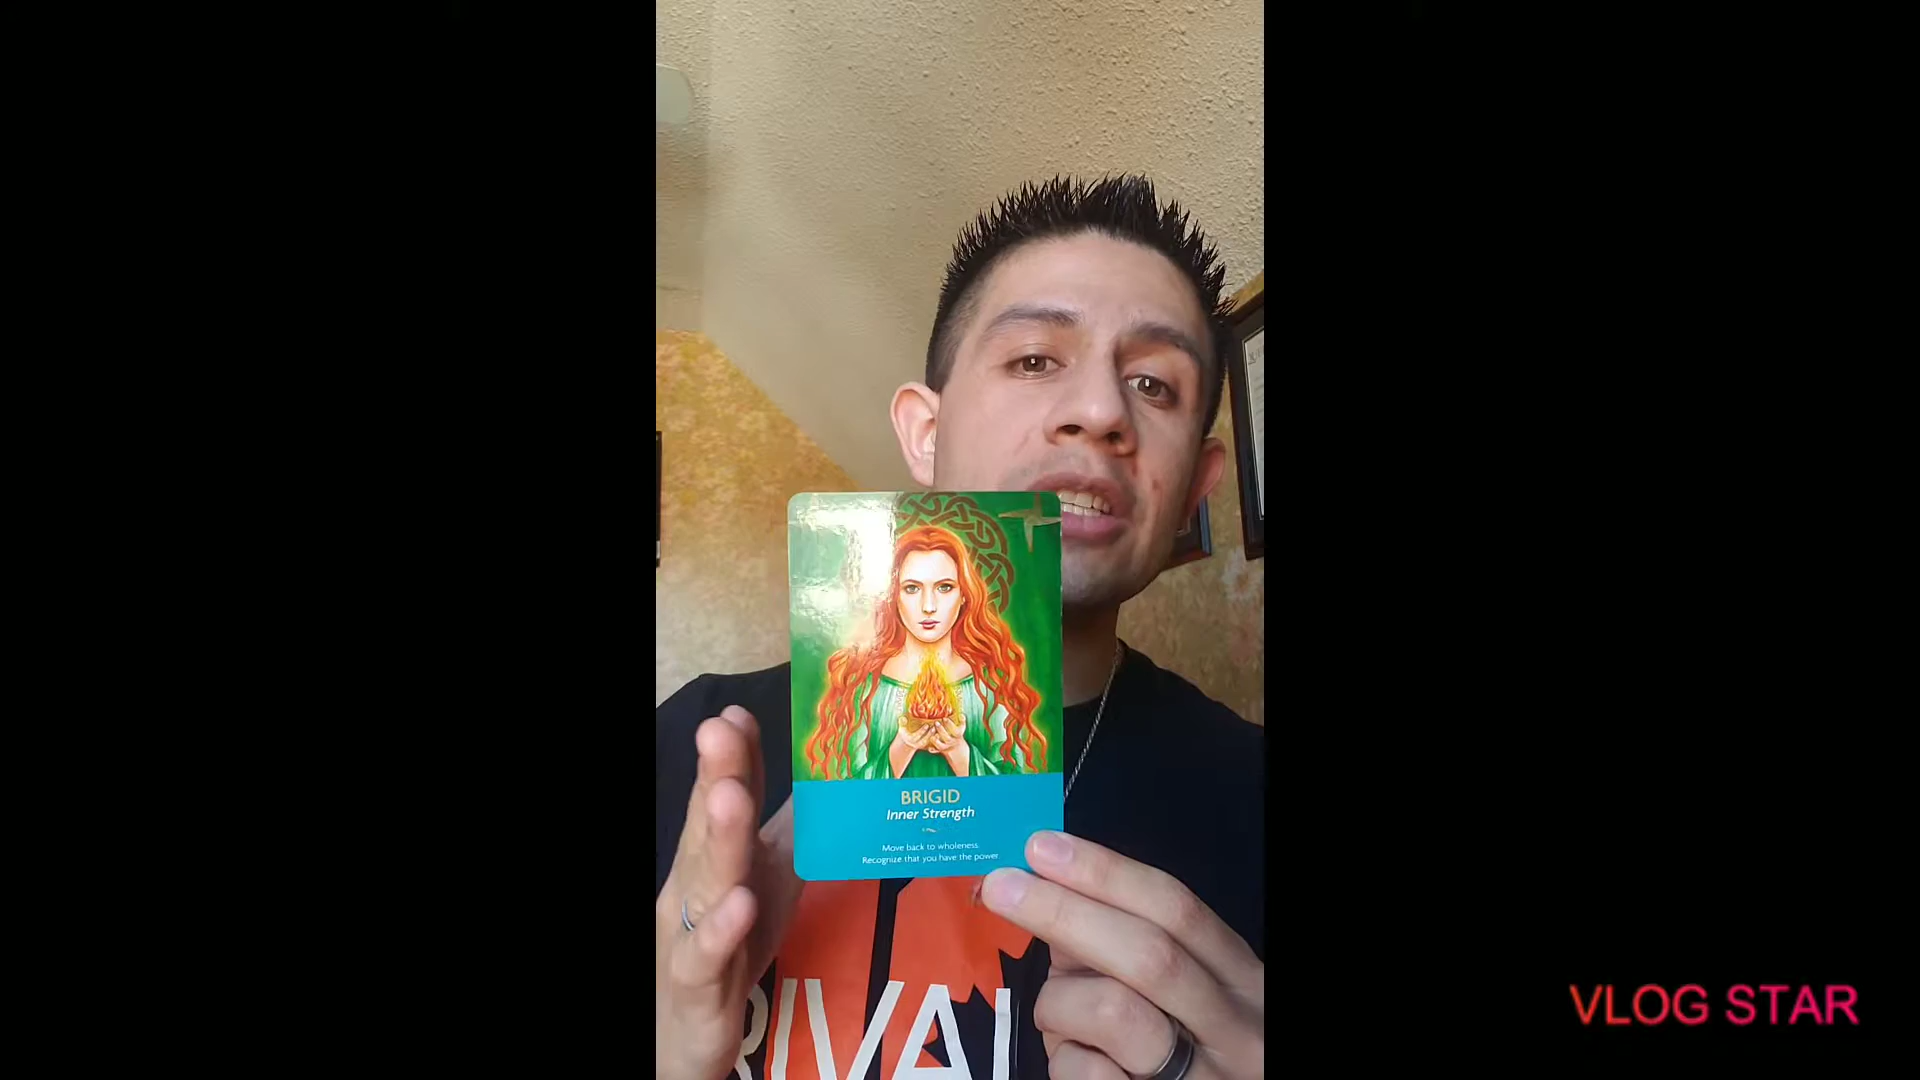 BRIGID
Inner Strength
Move back to wholeness.
Recognize that you have the power.
RIVAL
VLOG STAR